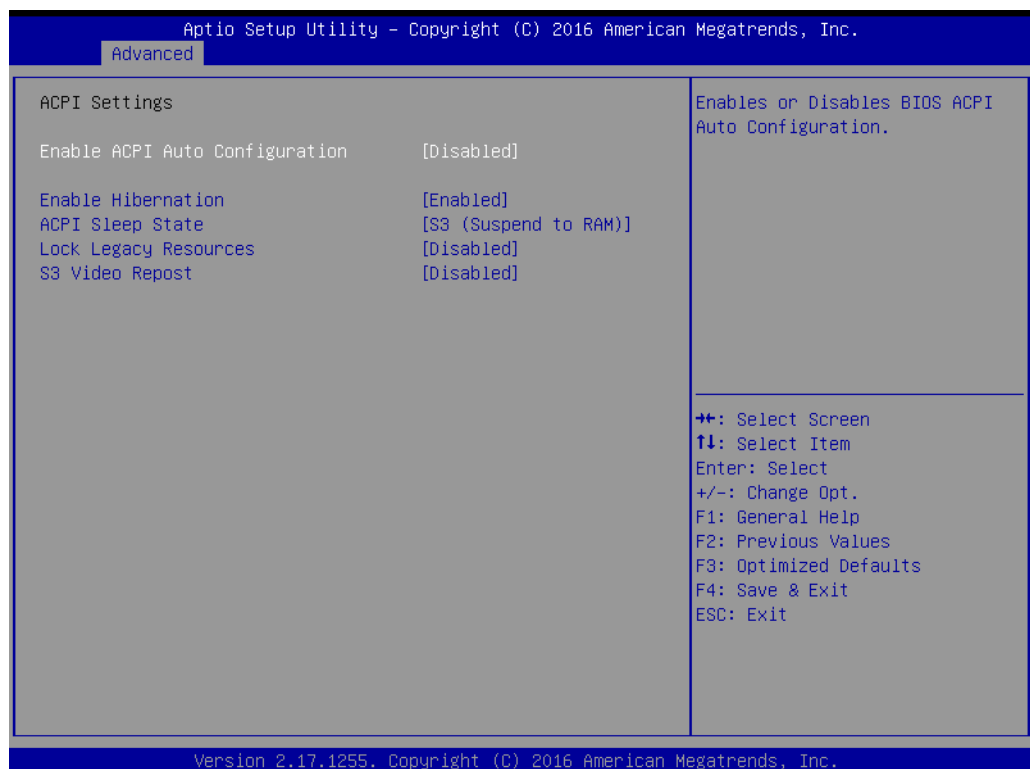 Aptio Setup Utility – Copyright (C) 2016 American Megatrends, Inc.
Advanced
ACPI Settings
Enable ACPI Auto Configuration [Disabled]
Enable Hibernation [Enabled]
ACPI Sleep State [S3 (Suspend to RAM)]
Lock Legacy Resources [Disabled]
S3 Video Repost [Disabled]
Enables or Disables BIOS ACPI
Auto Configuration.
→←: Select Screen
↑↓: Select Item
Enter: Select
+/-: Change Opt.
F1: General Help
F2: Previous Values
F3: Optimized Defaults
F4: Save & Exit
ESC: Exit
Version 2.17.1255. Copyright (C) 2016 American Megatrends, Inc.